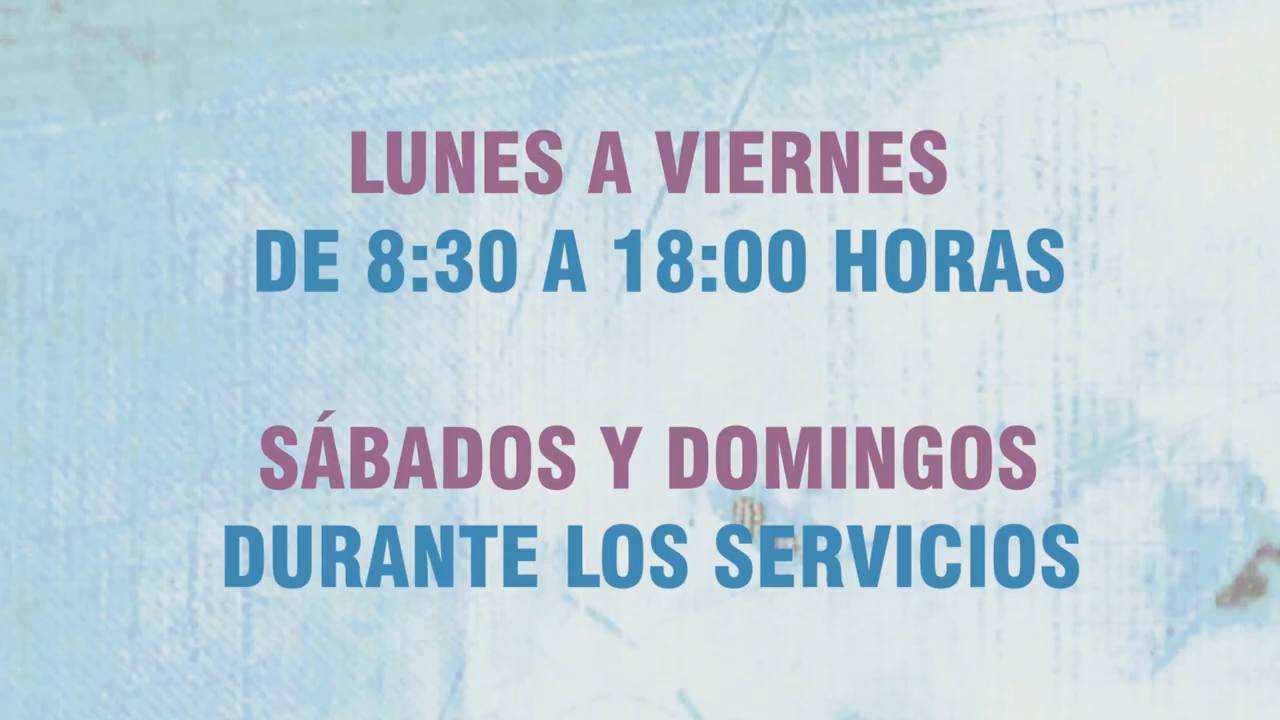 LUNES A VIERNES
DE 8:30 A 18:00 HORAS
SÁBADOS Y DOMINGOS
DURANTE LOS SERVICIOS